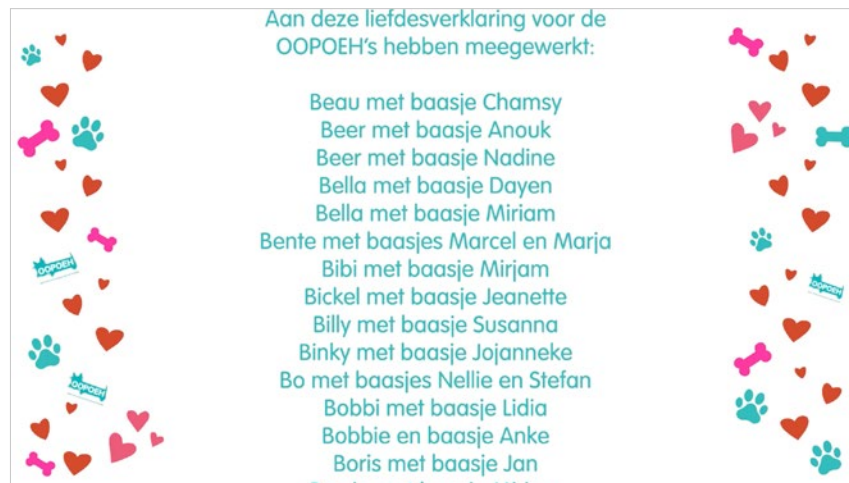 Aan deze liefdesverklaring voor de
OOPOEH's hebben meegewerkt:
Beau met baasje Chamsy
Beer met baasje Anouk
Beer met baasje Nadine
Bella met baasje Dayen
Bella met baasje Miriam
Bente met baasjes Marcel en Marja
Bibi met baasje Mirjam
Bickel met baasje Jeanette
Billy met baasje Susanna
Binky met baasje Jojanneke
Bo met baasjes Nellie en Stefan
Bobbi met baasje Lidia
Bobbie en baasje Anke
Boris met baasje Jan
OOPOEH
OOPOEH
OOPOEH